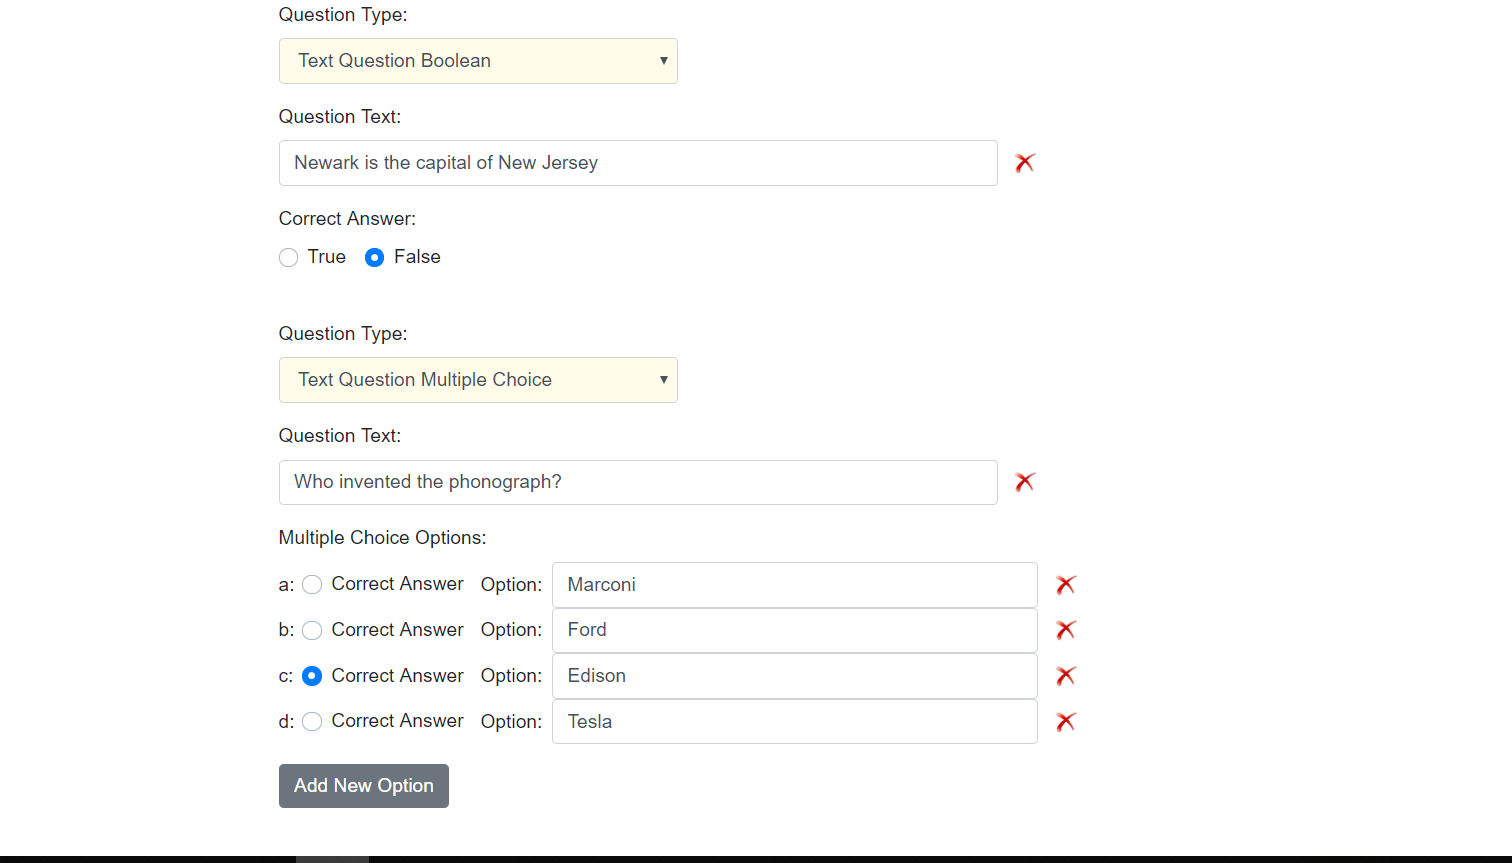 Question Type:
Text Question Boolean
Question Text:
Newark is the capital of New Jersey
Correct Answer:
True False
Question Type:
Text Question Multiple Choice
Question Text:
Who invented the phonograph?
Multiple Choice Options:
a: Correct Answer Option: Marconi
b: Correct Answer Option: Ford
c: Correct Answer Option: Edison
d: Correct Answer Option: Tesla
Add New Option